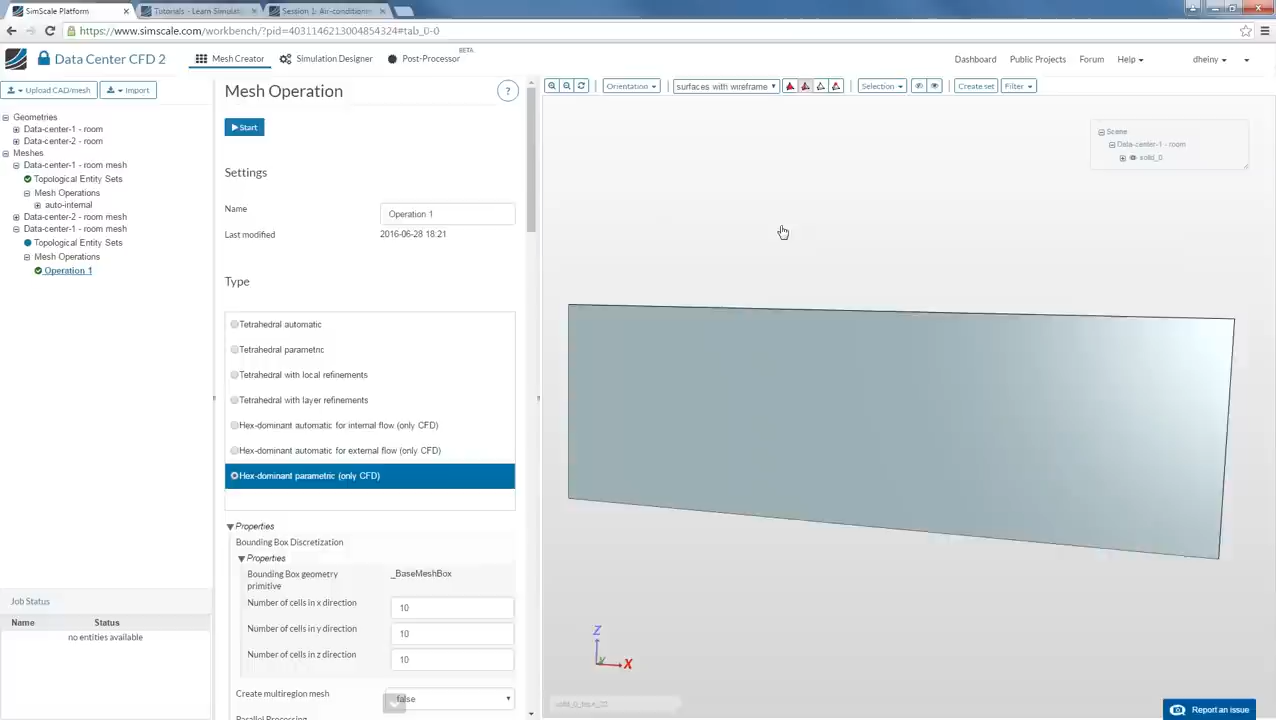 SimScale Platform
Tutorials - Learn Simulat
Session 1: Air-condition
https://www.simscale.com/workbench/?pid=4031146213004854324#tab_0-0
Data Center CFD 2
Mesh Creator
Simulation Designer
Post-Processor
BETA
Dashboard
Public Projects
Forum
Help
dheiny
Upload CAD/mesh
Import
Geometries
Data-center-1 - room
Data-center-2 - room
Meshes
Data-center-1 - room mesh
Topological Entity Sets
Mesh Operations
auto-internal
Data-center-2 - room mesh
Data-center-1 - room mesh
Topological Entity Sets
Mesh Operations
Operation 1
Job Status
Name Status
no entities available
Mesh Operation
?
Start
Settings
Name
Operation 1
Last modified
2016-06-28 18:21
Type
Tetrahedral automatic
Tetrahedral parametric
Tetrahedral with local refinements
Tetrahedral with layer refinements
Hex-dominant automatic for internal flow (only CFD)
Hex-dominant automatic for external flow (only CFD)
Hex-dominant parametric (only CFD)
Properties
Bounding Box Discretization
Properties
Bounding Box geometry primitive
_BaseMeshBox
Number of cells in x direction
10
Number of cells in y direction
10
Number of cells in z direction
10
Create multiregion mesh
false
Parallel Processing
Orientation
surfaces with wireframe
Selection
Create set
Filter
Scene
Data-center-1 - room
solid_0
Z
Y
X
Report an issue